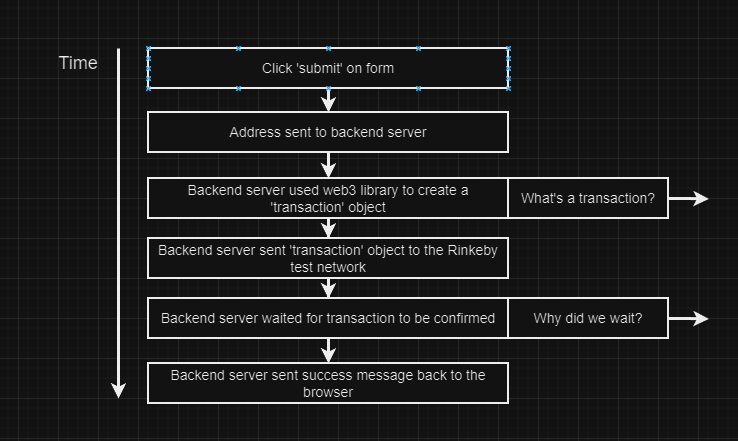 Time
Click 'submit' on form
Address sent to backend server
Backend server used web3 library to create a
'transaction' object
What's a transaction?
Backend server sent 'transaction' object to the Rinkeby
test network
Backend server waited for transaction to be confirmed
Why did we wait?
Backend server sent success message back to the
browser